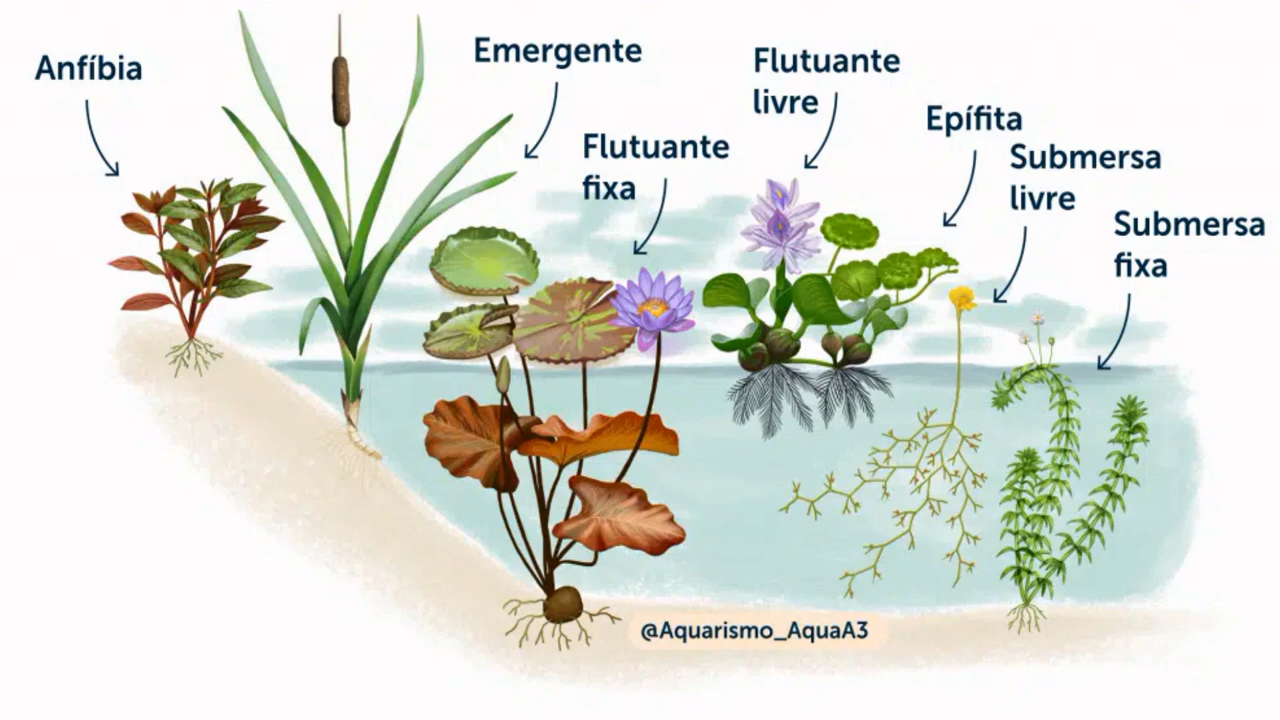 Anfíbia
Emergente
Flutuante
fixa
Flutuante
livre
Epífita
Submersa
livre
Submersa
fixa
@Aquarismo_AquaA3